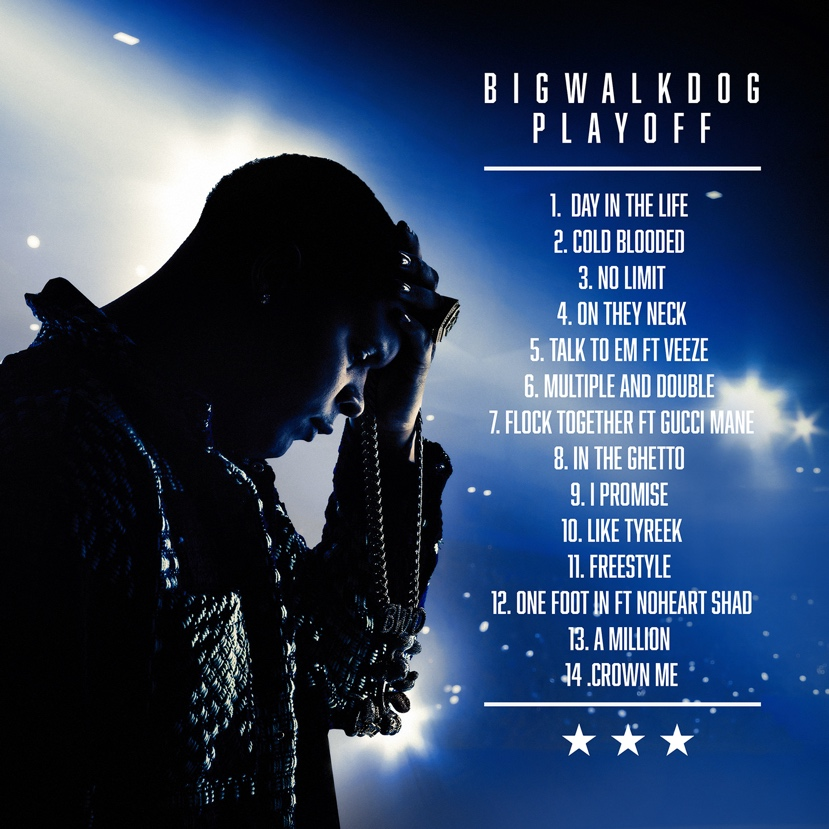 BIGWALKDOG
PLAYOFF
1. DAY IN THE LIFE
2. COLD BLOODED
3. NO LIMIT
4. ON THEY NECK
5. TALK TO EM FT VEEZE
6. MULTIPLE AND DOUBLE
7. FLOCK TOGETHER FT GUCCI MANE
8. IN THE GHETTO
9. I PROMISE
10. LIKE TYREEK
11. FREESTYLE
12. ONE FOOT IN FT NOHEART SHAD
13. A MILLION
14 .CROWN ME